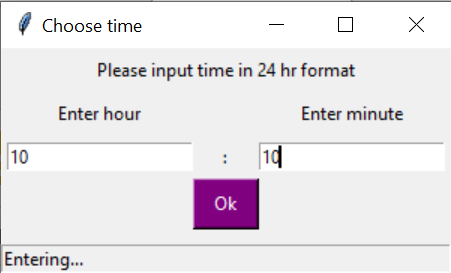 Choose time
Please input time in 24 hr format
Enter hour Enter minute
10 : 10
Ok
Entering...